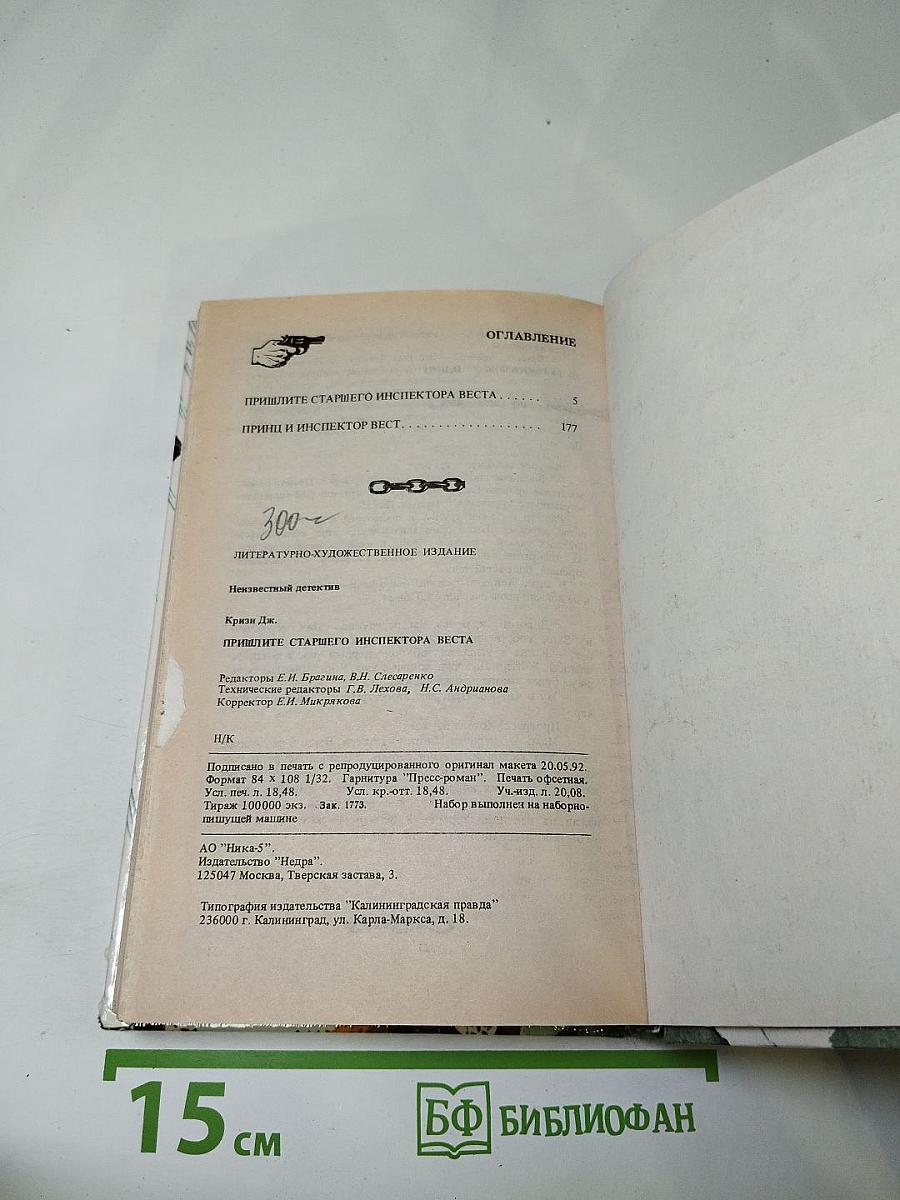 ОГЛАВЛЕНИЕ
ПРИШЛИТЕ СТАРШЕГО ИНСПЕКТОРА ВЕСТА . . . . . . 5
ПРИНЦ И ИНСПЕКТОР ВЕСТ. . . . . . . . . . . . . . . . . . . 177
300
ЛИТЕРАТУРНО-ХУДОЖЕСТВЕННОЕ ИЗДАНИЕ
Неизвестный детектив
Кризи Дж.
ПРИШЛИТЕ СТАРШЕГО ИНСПЕКТОРА ВЕСТА
Редакторы Е.И. Брагина, В.Н. Слесаренко
Технические редакторы Г.В. Лехова, Н.С. Андрианова
Корректор Е.И. Микрякова
Н/К
Подписано в печать с репродуцированного оригинал макета 20.05.92.
Формат 84 × 108 1/32. Гарнитура "Пресс-роман". Печать офсетная.
Усл. печ. л. 18,48. Усл. кр.-отт. 18,48. Уч.-изд. л. 20,08.
Тираж 100000 экз. Зак. 1773. Набор выполнен на наборно-
пишущей машине
АО "Ника-5".
Издательство "Недра".
125047 Москва, Тверская застава, 3.
Типография издательства "Калининградская правда"
236000 г. Калининград, ул. Карла-Маркса, д. 18.
15 см
БФ БИБЛИОФАН